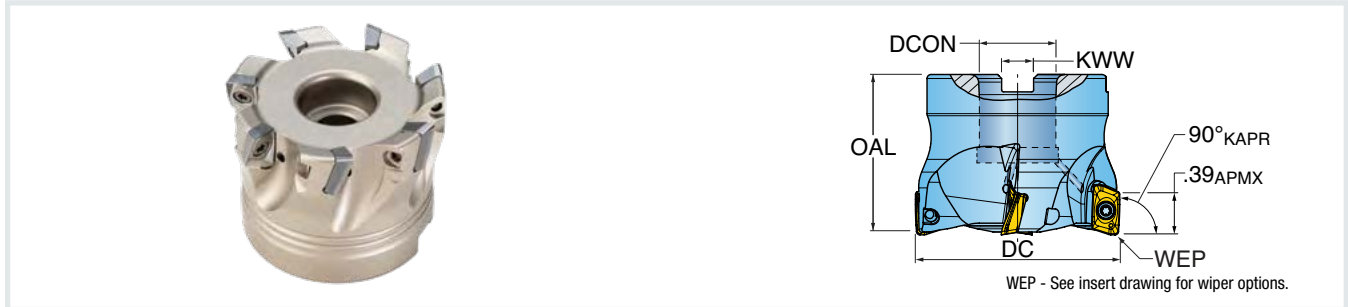 DCON
KWW
OAL
90°KAPR
.39APMX
DC
WEP
WEP - See insert drawing for wiper options.